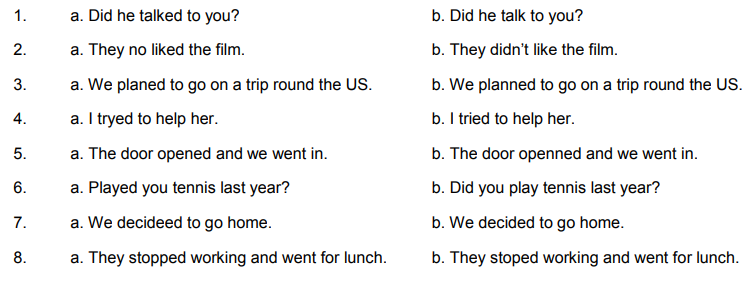 1. a. Did he talked to you? b. Did he talk to you?
2. a. They no liked the film. b. They didn’t like the film.
3. a. We planed to go on a trip round the US. b. We planned to go on a trip round the US.
4. a. I tryed to help her. b. I tried to help her.
5. a. The door opened and we went in. b. The door openned and we went in.
6. a. Played you tennis last year? b. Did you play tennis last year?
7. a. We decideed to go home. b. We decided to go home.
8. a. They stopped working and went for lunch. b. They stoped working and went for lunch.